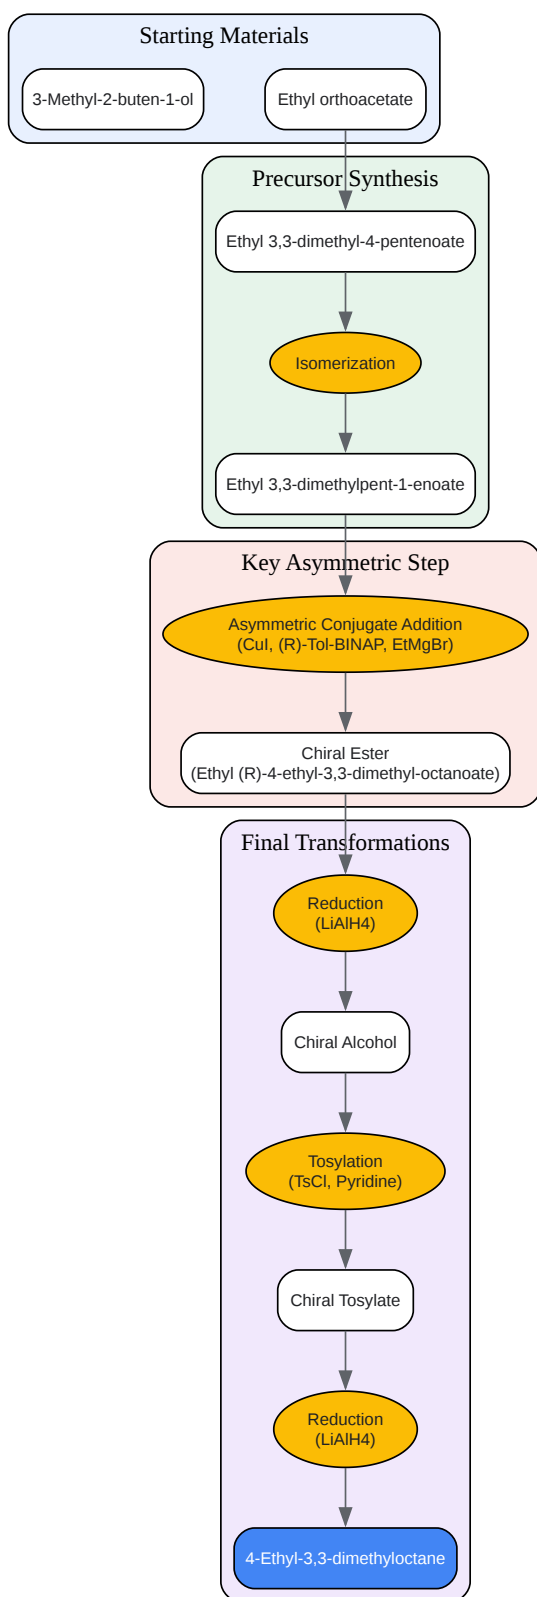 Starting Materials
3-Methyl-2-buten-1-ol
Ethyl orthoacetate
Precursor Synthesis
Ethyl 3,3-dimethyl-4-pentenoate
Isomerization
Ethyl 3,3-dimethylpent-1-enoate
Key Asymmetric Step
Asymmetric Conjugate Addition
(CuI, (R)-Tol-BINAP, EtMgBr)
Chiral Ester
(Ethyl (R)-4-ethyl-3,3-dimethyl-octanoate)
Final Transformations
Reduction
(LiAlH4)
Chiral Alcohol
Tosylation
(TsCl, Pyridine)
Chiral Tosylate
Reduction
(LiAlH4)
4-Ethyl-3,3-dimethyloctane